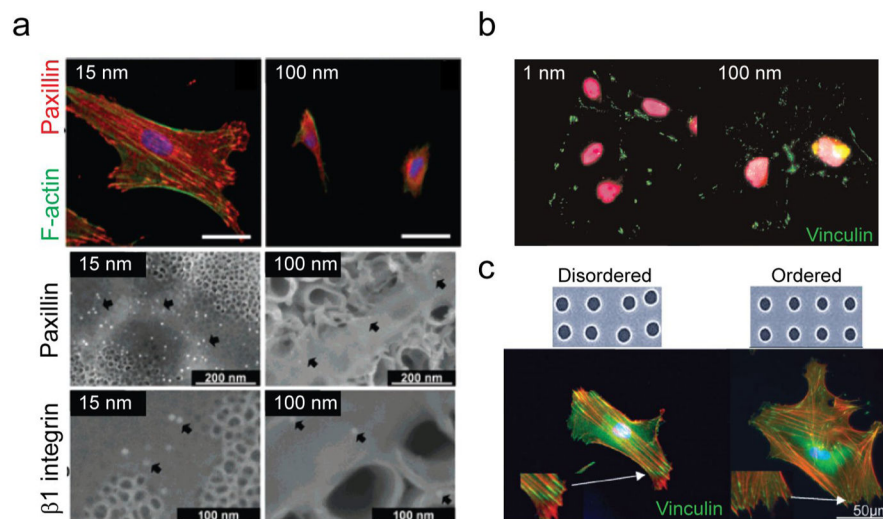 a
Paxillin
F-actin
15 nm
100 nm
Paxillin
15 nm
100 nm
200 nm
200 nm
β1 integrin
15 nm
100 nm
100 nm
100 nm
b
1 nm
100 nm
Vinculin
c
Disordered
Ordered
Vinculin
50µm